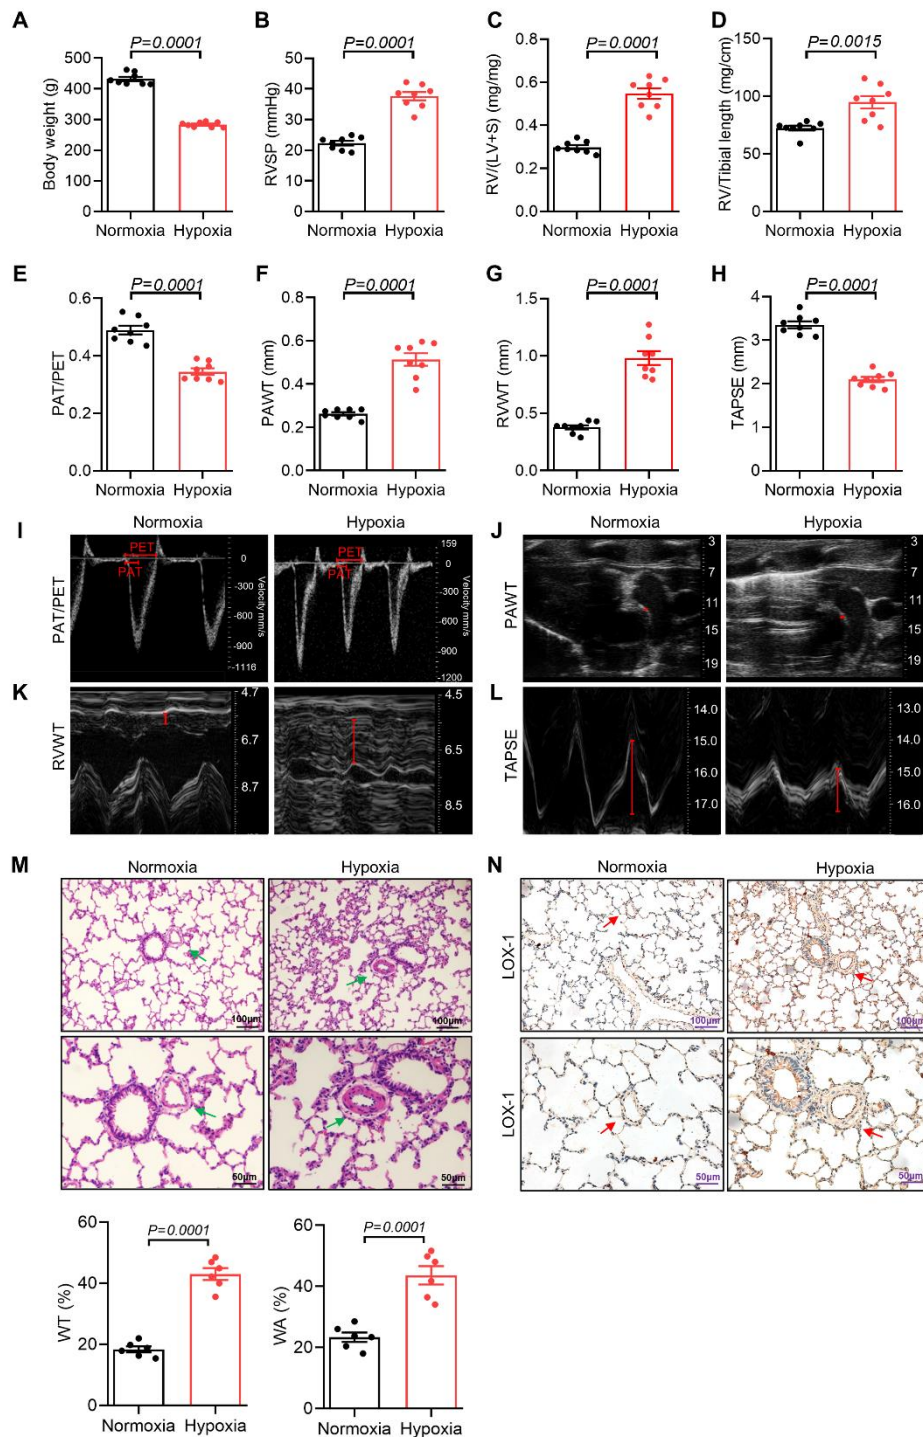 A
P=0.0001
Body weight (g)
500
400
300
200
100
0
Normoxia Hypoxia
B
P=0.0001
RVSP (mmHg)
60
40
20
0
Normoxia Hypoxia
C
P=0.0001
RV/(LV+S) (mg/mg)
0.8
0.6
0.4
0.2
0.0
Normoxia Hypoxia
D
P=0.0015
RV/Tibial length (mg/cm)
150
100
50
0
Normoxia Hypoxia
E
P=0.0001
PAT/PET
0.6
0.4
0.2
0.0
Normoxia Hypoxia
F
P=0.0001
PAWT (mm)
0.8
0.6
0.4
0.2
0.0
Normoxia Hypoxia
G
P=0.0001
RVWT (mm)
1.5
1.0
0.5
0.0
Normoxia Hypoxia
H
P=0.0001
TAPSE (mm)
4
3
2
1
0
Normoxia Hypoxia
I
Normoxia Hypoxia
PAT/PET
PET
PAT
0
-300
-600
-900
-1116
Velocity mm/s
PET
PAT
159
0
-300
-600
-900
-1200
Velocity mm/s
J
Normoxia Hypoxia
PAWT
3
7
11
15
19
3
7
11
15
19
K
RVWT
4.7
6.7
8.7
4.5
6.5
8.5
L
TAPSE
14.0
15.0
16.0
17.0
13.0
14.0
15.0
16.0
M
Normoxia Hypoxia
100μm
100μm
50μm
50μm
N
Normoxia Hypoxia
LOX-1
100μm
100μm
LOX-1
50μm
50μm
P=0.0001
WT (%)
60
40
20
0
Normoxia Hypoxia
P=0.0001
WA (%)
60
40
20
0
Normoxia Hypoxia